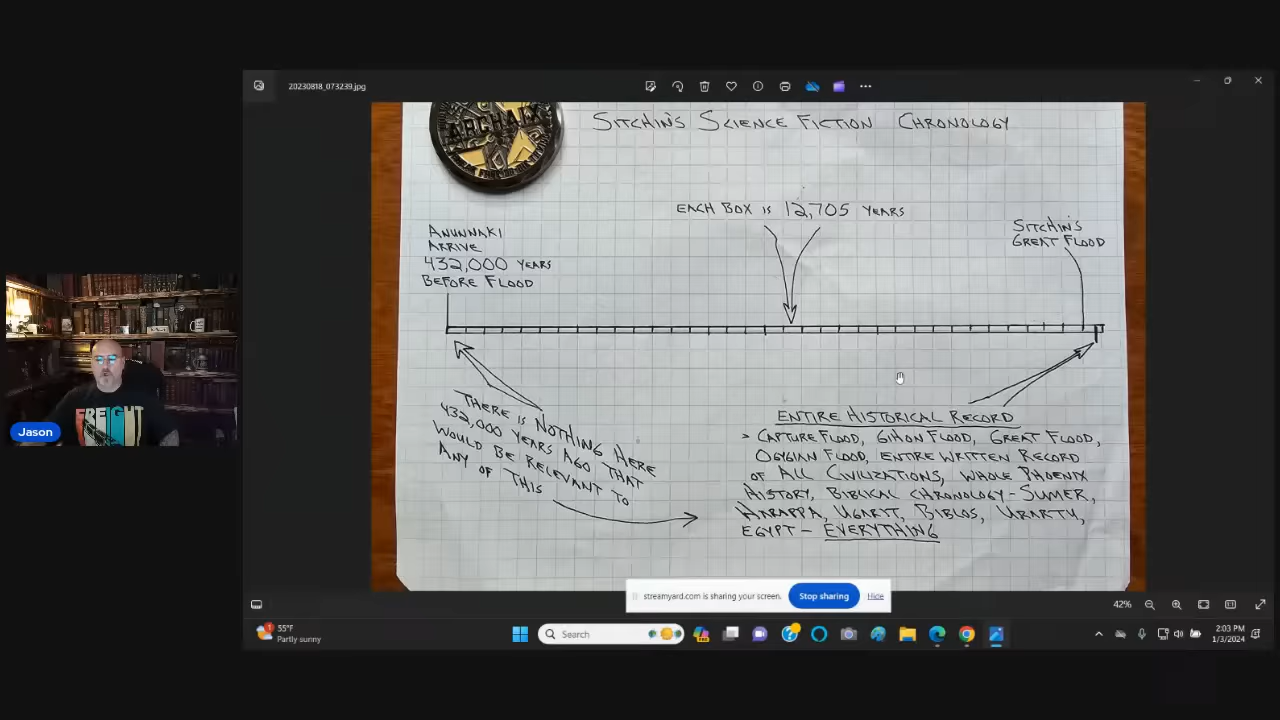 20230818_073239.jpg
ARCHAIX
SITCHIN'S SCIENCE FICTION CHRONOLOGY
EACH BOX IS 12,705 YEARS
ANUNNAKI
ARRIVE
432,000 YEARS
BEFORE FLOOD
SITCHIN'S
GREAT FLOOD
THERE IS NOTHING HERE
432,000 YEARS AGO THAT
WOULD BE RELEVANT TO
ANY OF THIS
ENTIRE HISTORICAL RECORD
> CAPTURE FLOOD, GIHON FLOOD, GREAT FLOOD,
OGYGIAN FLOOD, ENTIRE WRITTEN RECORD
OF ALL CIVILIZATIONS, WHOLE PHOENIX
HISTORY, BIBLICAL CHRONOLOGY - SUMER,
HARAPPA, UGARIT, BIBLOS, URARTU,
EGYPT - EVERYTHING
FREIGHT
Jason
streamyard.com is sharing your screen.
Stop sharing
Hide
42%
55°F
Partly sunny
Search
2:03 PM
1/3/2024